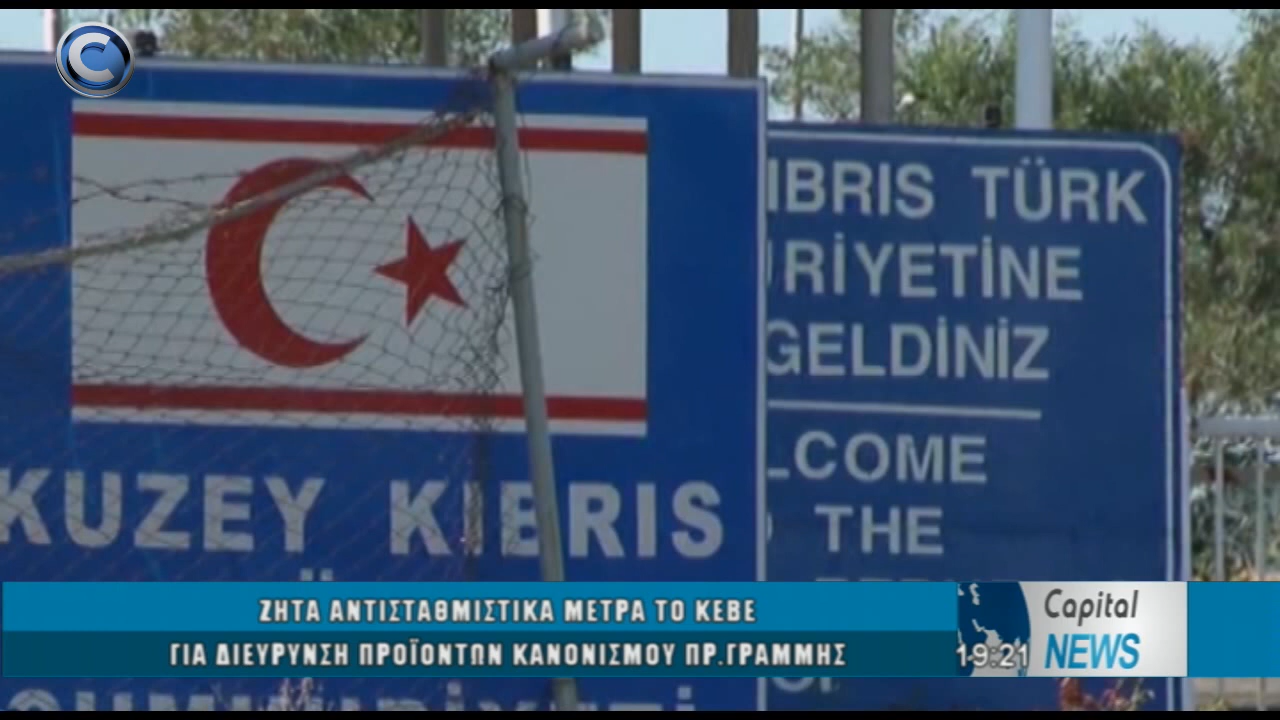 C
IBRIS TÜRK
RİYETİNE
GELDİNİZ
LCOME
THE
KUZEY KIBRIS
ΖΗΤΑ ΑΝΤΙΣΤΑΘΜΙΣΤΙΚΑ ΜΕΤΡΑ ΤΟ ΚΕΒΕ
ΓΙΑ ΔΙΕΥΡΥΝΣΗ ΠΡΟΪΟΝΤΩΝ ΚΑΝΟΝΙΣΜΟΥ ΠΡ.ΓΡΑΜΜΗΣ
19:21
Capital
NEWS